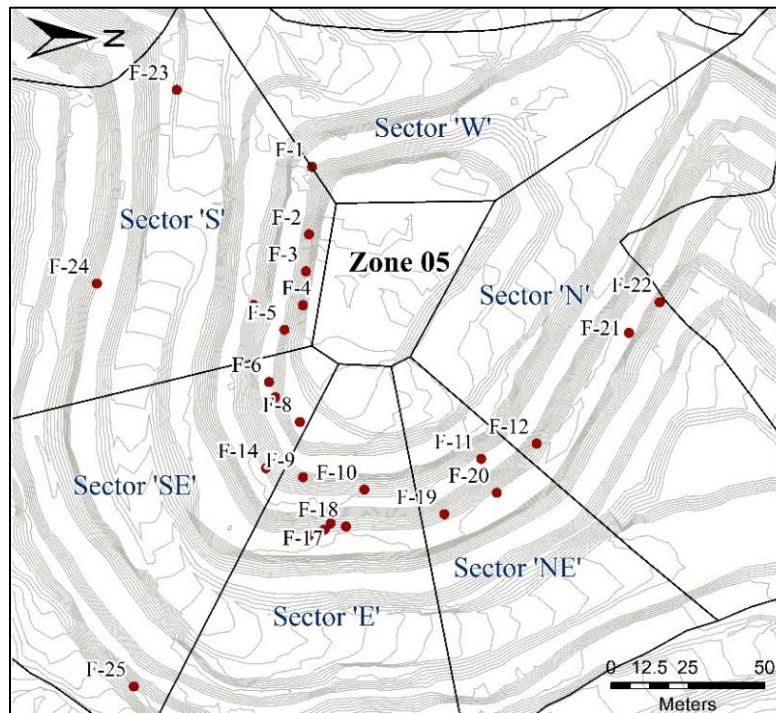 N
F-23
Sector 'W'
F-1
Sector 'S'
F-2
Zone 05
F-3
F-24
F-4
Sector 'N'
F-22
F-5
F-21
F-6
F-8
F-12
F-11
F-14
F-9
F-10
F-20
Sector 'SE'
F-19
F-18
F-17
Sector 'NE'
Sector 'E'
F-25
0 12.5 25 50
Meters